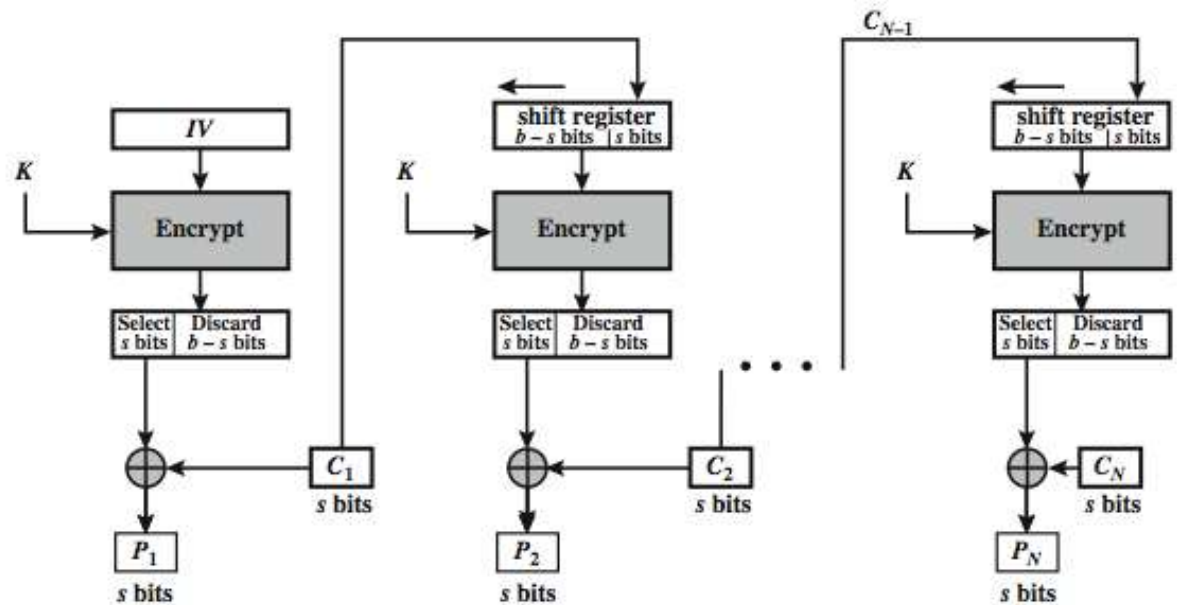 C_{N-1}
IV
shift register
b – s bits | s bits
shift register
b – s bits | s bits
K
K
K
Encrypt
Encrypt
Encrypt
Select
s bits
Discard
b – s bits
Select
s bits
Discard
b – s bits
Select
s bits
Discard
b – s bits
• • •
C_1
s bits
C_2
s bits
C_N
s bits
P_1
s bits
P_2
s bits
P_N
s bits